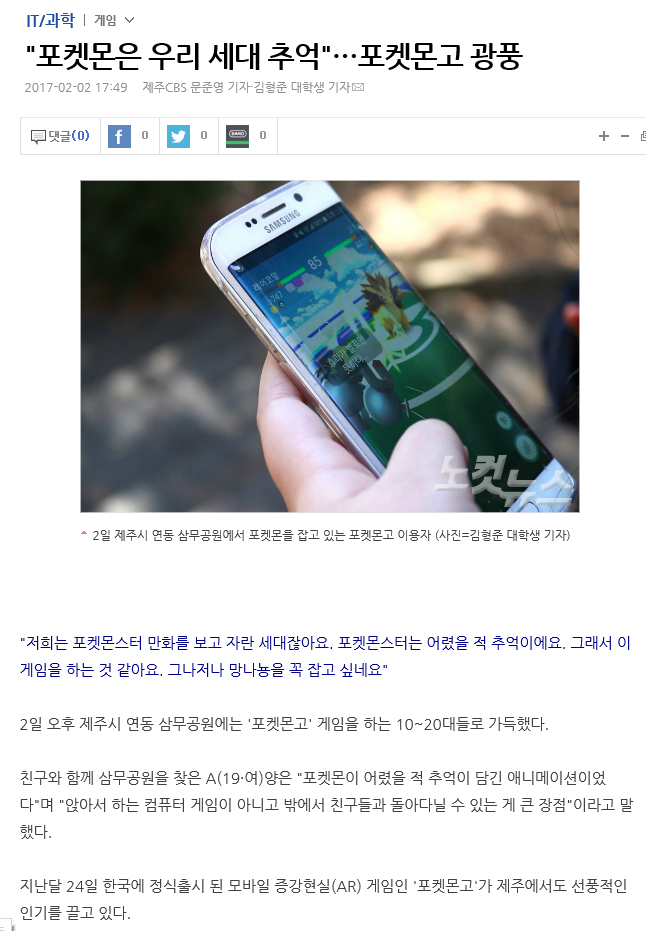 IT/과학 | 게임
"포켓몬은 우리 세대 추억"…포켓몬고 광풍
2017-02-02 17:49 제주CBS 문준영 기자·김형준 대학생 기자
댓글(0) f 0 0 BAND 0 + -
SAMSUNG
85
747
노컷뉴스
2일 제주시 연동 삼무공원에서 포켓몬을 잡고 있는 포켓몬고 이용자 (사진=김형준 대학생 기자)
"저희는 포켓몬스터 만화를 보고 자란 세대잖아요. 포켓몬스터는 어렸을 적 추억이에요. 그래서 이
게임을 하는 것 같아요. 그나저나 망나뇽을 꼭 잡고 싶네요"
2일 오후 제주시 연동 삼무공원에는 '포켓몬고' 게임을 하는 10~20대들로 가득했다.
친구와 함께 삼무공원을 찾은 A(19·여)양은 "포켓몬이 어렸을 적 추억이 담긴 애니메이션이었
다"며 "앉아서 하는 컴퓨터 게임이 아니고 밖에서 친구들과 돌아다닐 수 있는 게 큰 장점"이라고 말
했다.
지난달 24일 한국에 정식출시 된 모바일 증강현실(AR) 게임인 '포켓몬고'가 제주에서도 선풍적인
인기를 끌고 있다.